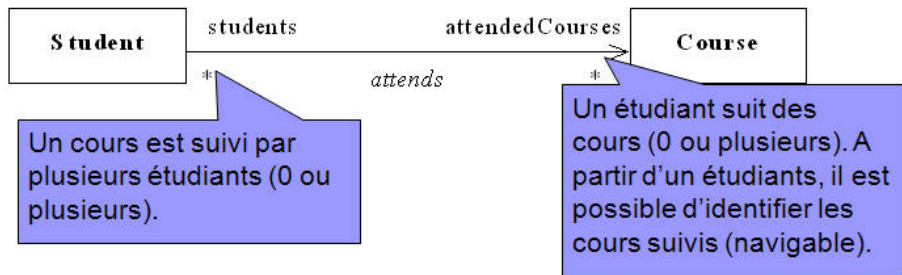 students
attendedCourses
Student
Course
*
attends
*
Un cours est suivi par
plusieurs étudiants (0 ou
plusieurs).
Un étudiant suit des
cours (0 ou plusieurs). A
partir d'un étudiants, il est
possible d'identifier les
cours suivis (navigable).